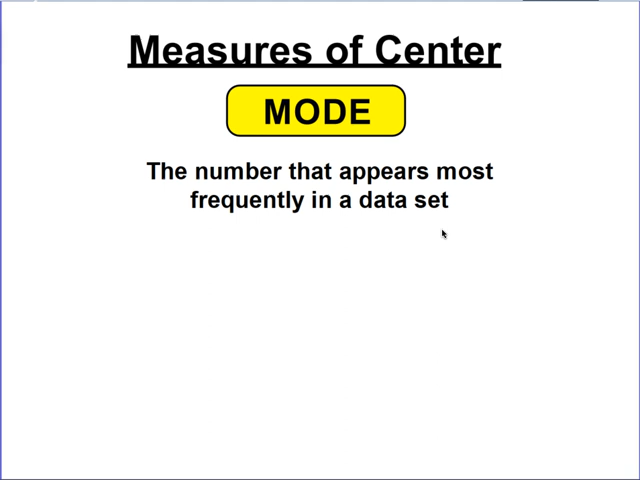 Measures of Center
MODE
The number that appears most
frequently in a data set